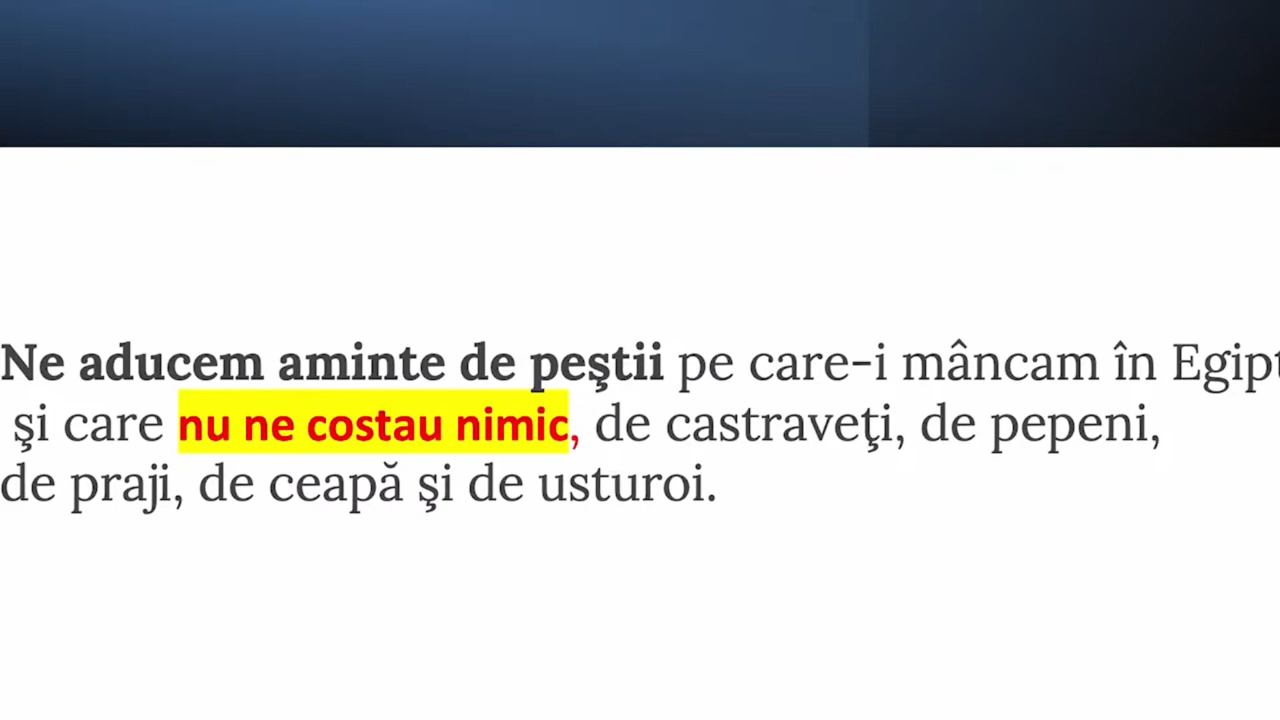 Ne aducem aminte de peştii pe care-i mâncam în Egipt
şi care nu ne costau nimic, de castraveţi, de pepeni,
de praji, de ceapă şi de usturoi.